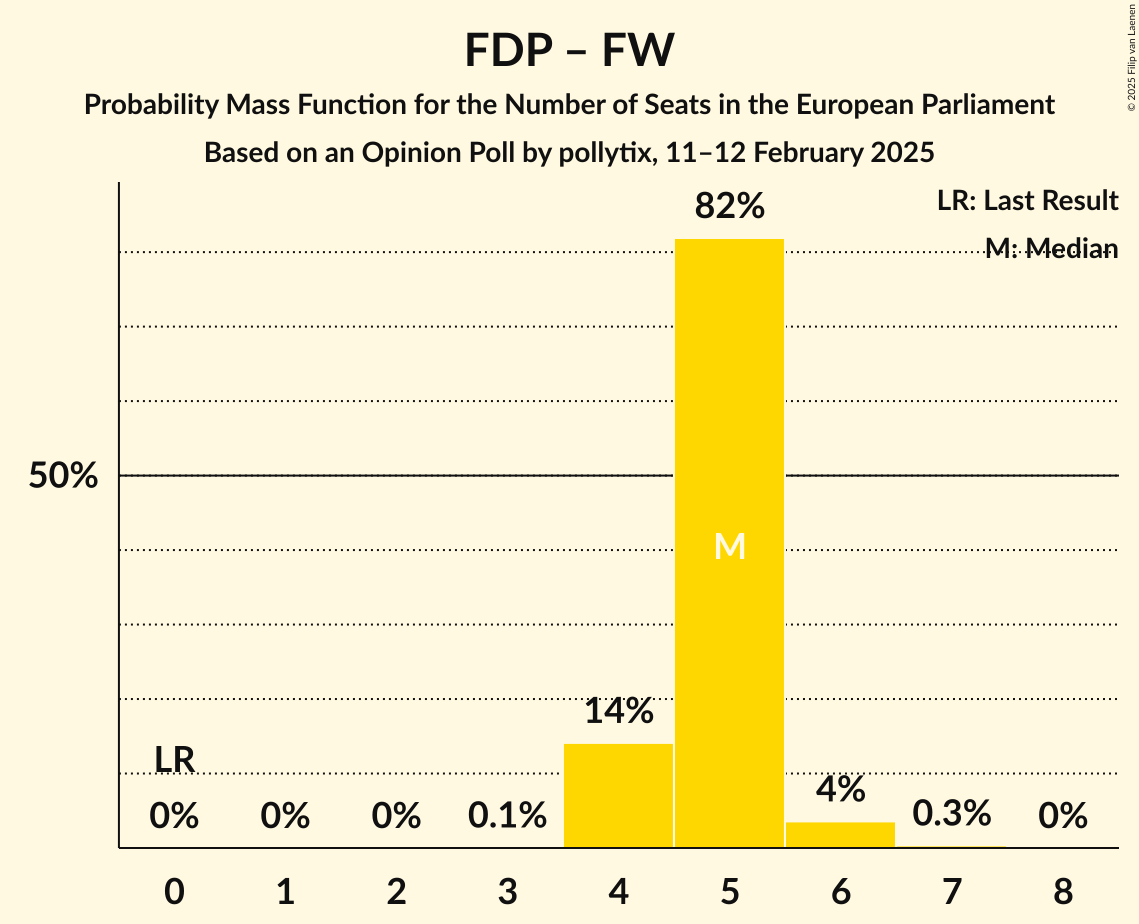 FDP – FW
Probability Mass Function for the Number of Seats in the European Parliament
Based on an Opinion Poll by pollytix, 11–12 February 2025
© 2025 Filip van Laenen
LR: Last Result
M: Median
82%
50%
M
14%
LR
4%
0% 0% 0% 0.1% 0.3% 0%
0 1 2 3 4 5 6 7 8